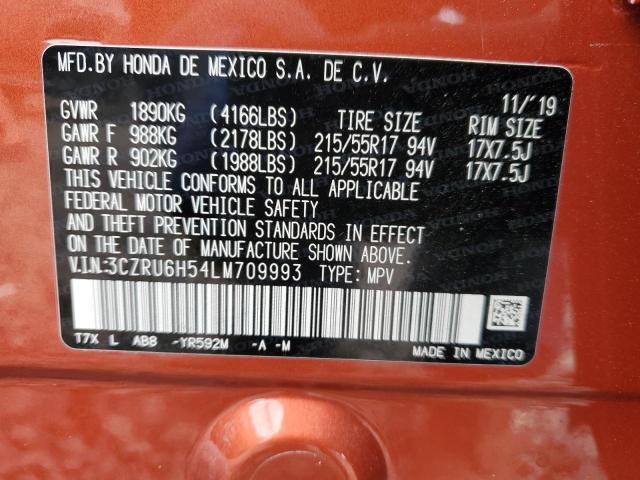 MFD.BY HONDA DE MEXICO S.A. DE C.V.
11/'19
GVWR 1890KG (4166LBS) TIRE SIZE RIM SIZE
GAWR F 988KG (2178LBS) 215/55R17 94V 17X7.5J
GAWR R 902KG (1988LBS) 215/55R17 94V 17X7.5J
THIS VEHICLE CONFORMS TO ALL APPLICABLE
FEDERAL MOTOR VEHICLE SAFETY
AND THEFT PREVENTION STANDARDS IN EFFECT
ON THE DATE OF MANUFACTURE SHOWN ABOVE.
V.I.N:3CZRU6H54LM709993 TYPE: MPV
T7X L ABB -YR592M -A -M
MADE IN MEXICO